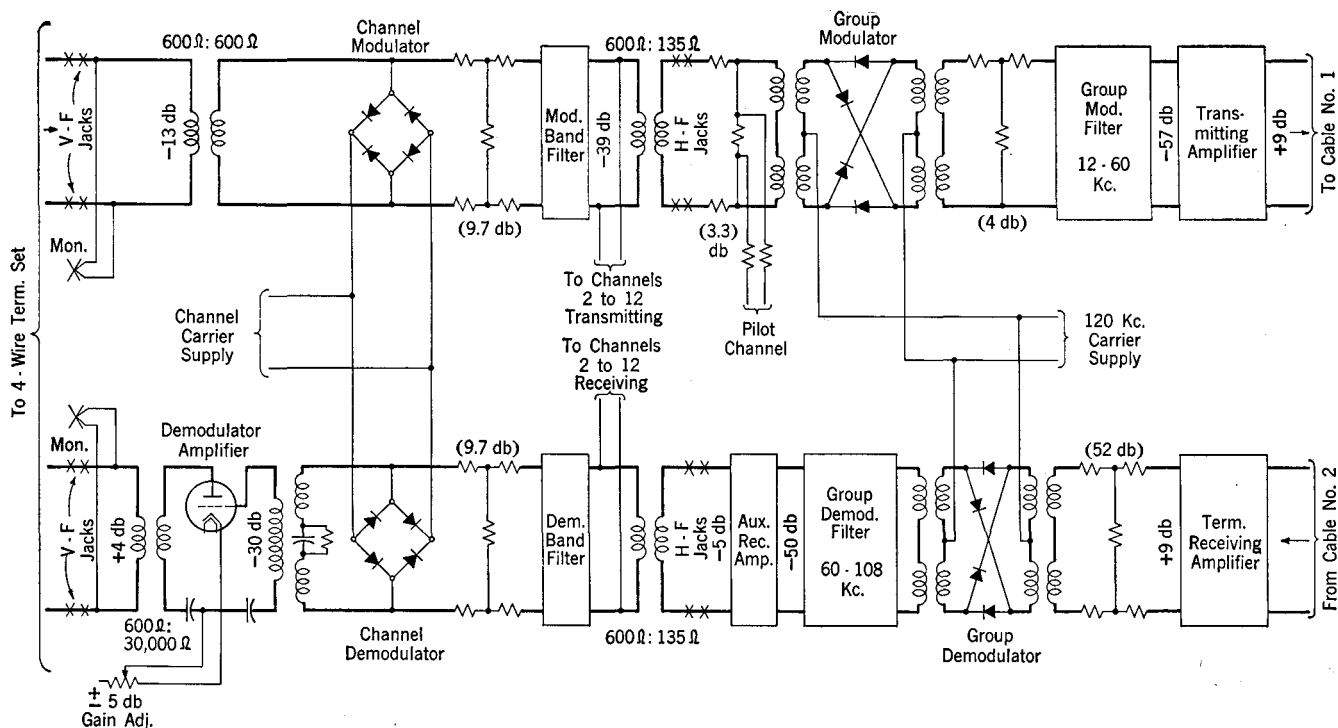 To 4 - Wire Term. Set
V - F
Jacks
Mon.
600Ω: 600Ω
-13 db
Channel
Modulator
(9.7 db)
Mod.
Band
Filter
-39 db
600Ω: 135Ω
H - F
Jacks
(3.3)
db
Group
Modulator
(4 db)
Group
Mod.
Filter
12 - 60
Kc.
-57 db
Trans-
mitting
Amplifier
+9 db
To Cable No. 1
Channel
Carrier
Supply
To Channels
2 to 12
Transmitting
To Channels
2 to 12
Receiving
Pilot
Channel
120 Kc.
Carrier
Supply
Mon.
V - F
Jacks
+4 db
Demodulator
Amplifier
600Ω:
30,000Ω
± 5 db
Gain Adj.
-30 db
Channel
Demodulator
(9.7 db)
Dem.
Band
Filter
600Ω: 135Ω
H - F
Jacks
-5 db
Aux.
Rec.
Amp.
-50 db
Group
Demod.
Filter
60 - 108
Kc.
Group
Demodulator
(52 db)
+9 db
Term.
Receiving
Amplifier
From Cable No. 2